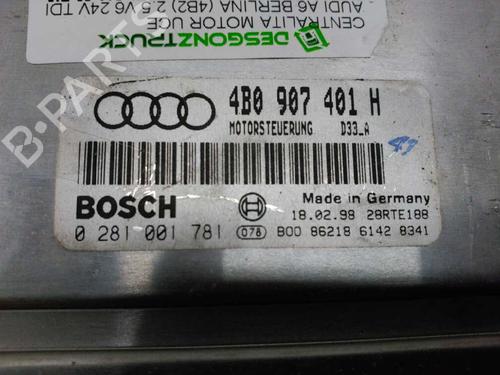 DESGONZTRUCK
CENTRALITA MOTOR UCE
AUDI A6 BERLINA (4B2) 2.5 V6 24V TDI
B-PARTS
4B0 907 401 H
MOTORSTEUERUNG D33_A
BOSCH
Made in Germany
18.02.98 28RTE188
0 281 001 781 078 B00 86218 6142 8341